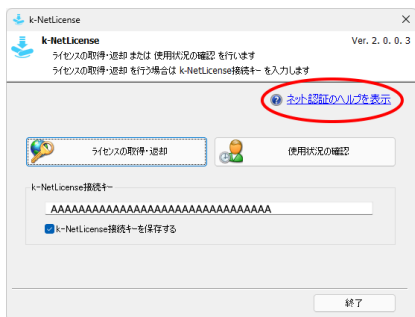 k-NetLicense
k-NetLicense
Ver. 2. 0. 0. 3
ライセンスの取得・返却 または 使用状況の確認 を行います
ライセンスの取得・返却 を行う場合は k-NetLicense接続キー を入力します
ネット認証のヘルプを表示
ライセンスの取得・返却
使用状況の確認
k-NetLicense接続キー
AAAAAAAAAAAAAAAAAAAAAAAAAAAAAAAA
k-NetLicense接続キーを保存する
終了